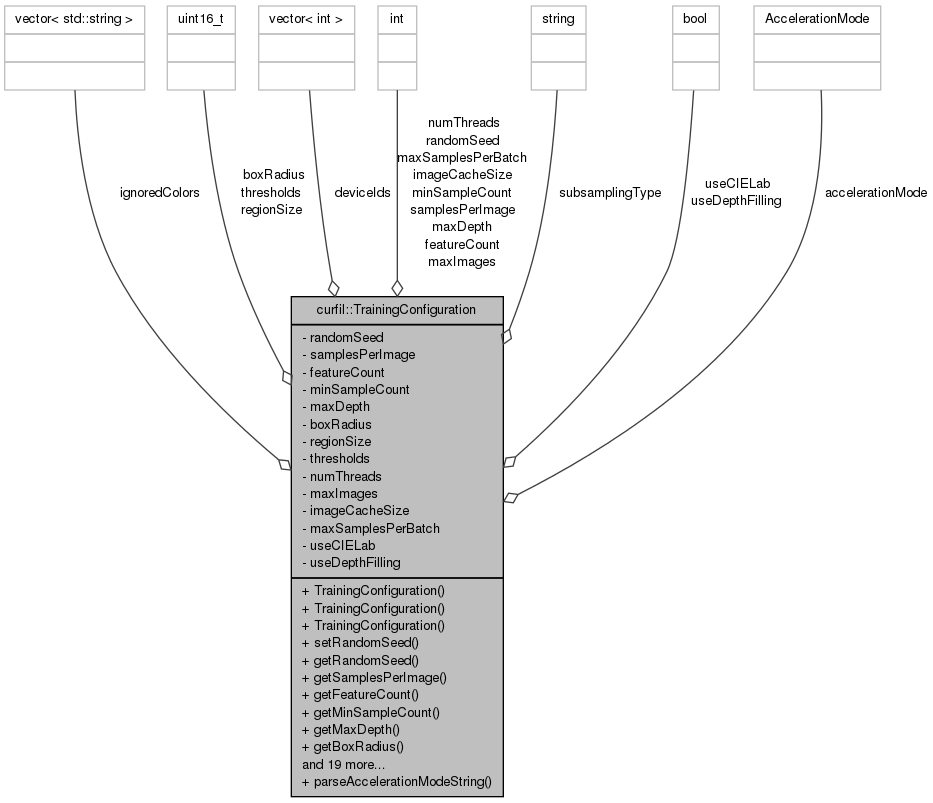 vector< std::string >
uint16_t
vector< int >
int
string
bool
AccelerationMode
ignoredColors
boxRadius
thresholds
regionSize
deviceIds
numThreads
randomSeed
maxSamplesPerBatch
imageCacheSize
minSampleCount
samplesPerImage
maxDepth
featureCount
maxImages
subsamplingType
useCIELab
useDepthFilling
accelerationMode
curfil::TrainingConfiguration
- randomSeed
- samplesPerImage
- featureCount
- minSampleCount
- maxDepth
- boxRadius
- regionSize
- thresholds
- numThreads
- maxImages
- imageCacheSize
- maxSamplesPerBatch
- useCIELab
- useDepthFilling
+ TrainingConfiguration()
+ TrainingConfiguration()
+ TrainingConfiguration()
+ setRandomSeed()
+ getRandomSeed()
+ getSamplesPerImage()
+ getFeatureCount()
+ getMinSampleCount()
+ getMaxDepth()
+ getBoxRadius()
and 19 more...
+ parseAccelerationModeString()